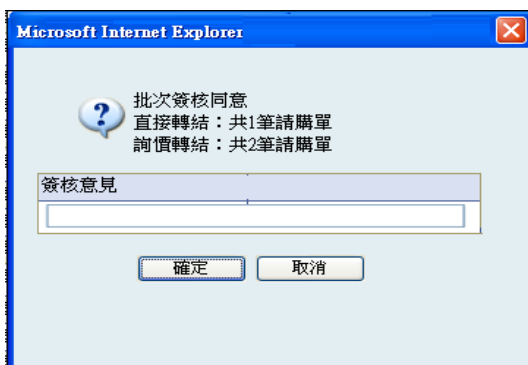 Microsoft Internet Explorer
批次簽核同意
直接轉結：共1筆請購單
詢價轉結：共2筆請購單
簽核意見
確定
取消